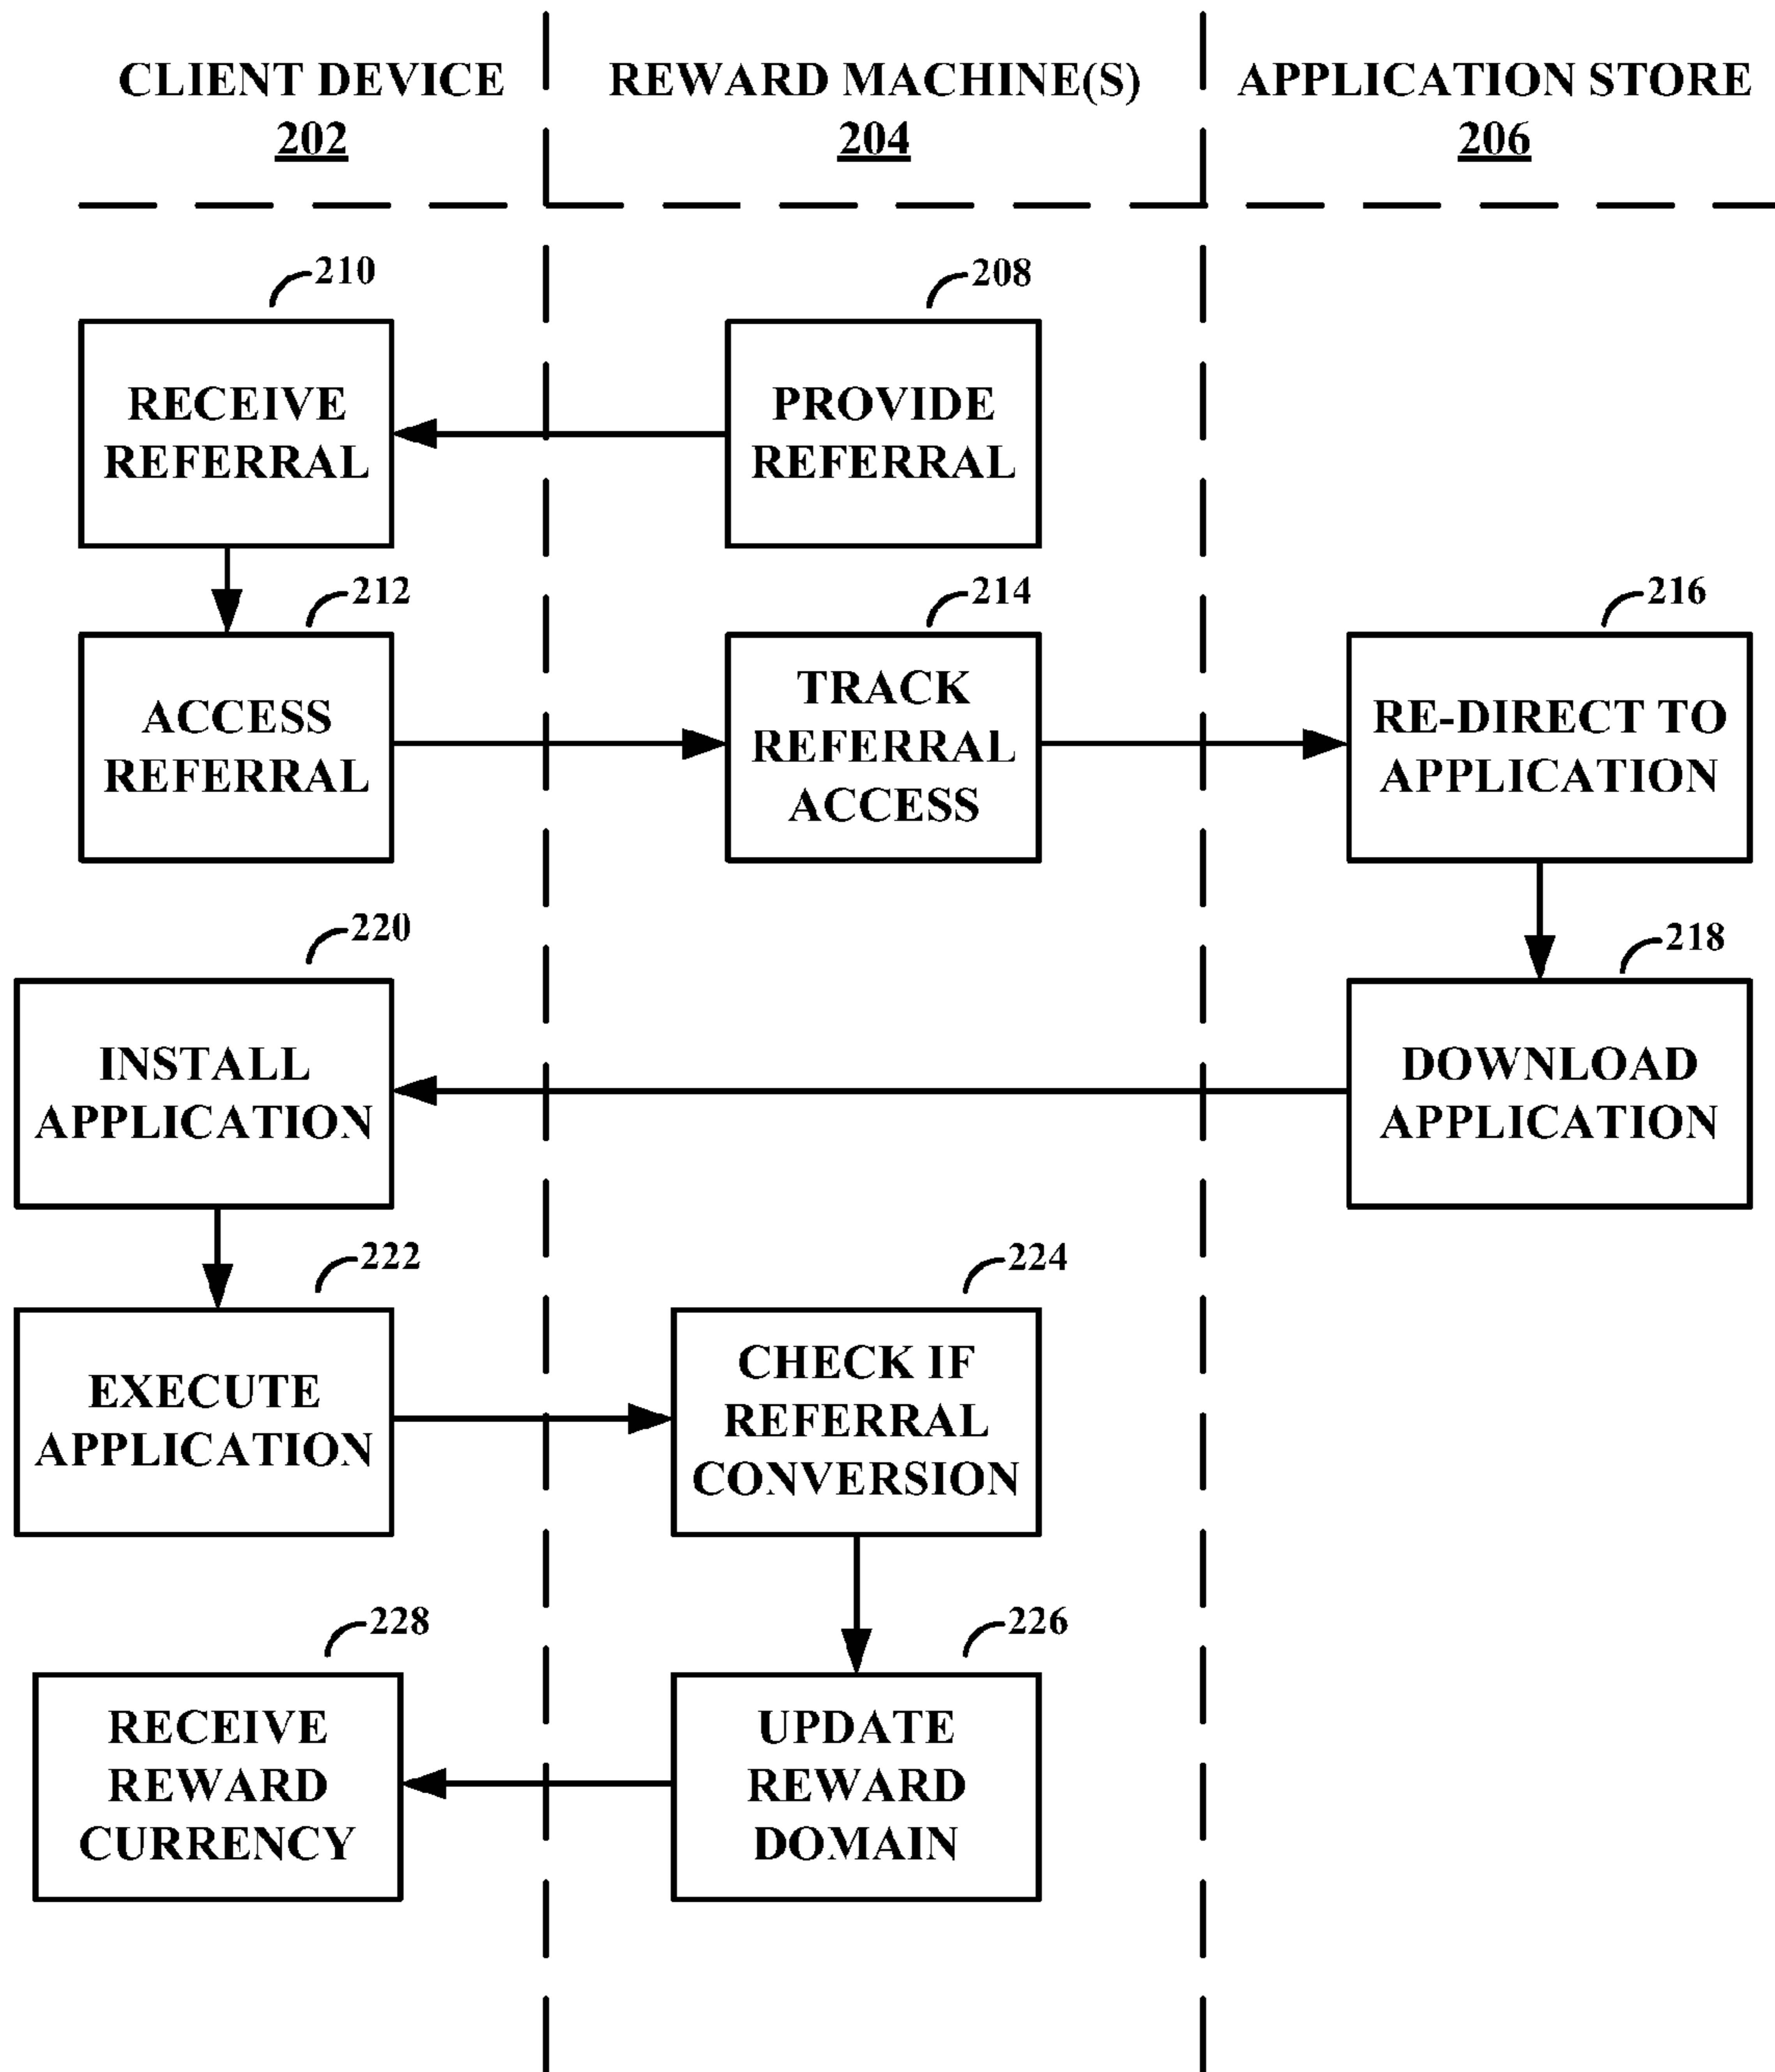 CLIENT DEVICE
202
REWARD MACHINE(S)
204
APPLICATION STORE
206
210
RECEIVE
REFERRAL
208
PROVIDE
REFERRAL
212
ACCESS
REFERRAL
214
TRACK
REFERRAL
ACCESS
216
RE-DIRECT TO
APPLICATION
220
INSTALL
APPLICATION
218
DOWNLOAD
APPLICATION
222
EXECUTE
APPLICATION
224
CHECK IF
REFERRAL
CONVERSION
228
RECEIVE
REWARD
CURRENCY
226
UPDATE
REWARD
DOMAIN